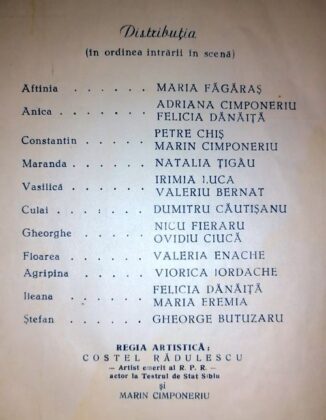 Distribuția
(în ordinea intrării în scenă)
Aftinia . . . . . . MARIA FĂGĂRAȘ
Anica . . . . . . ADRIANA CIMPONERIU
FELICIA DĂNĂIȚĂ
Constantin . . . . . PETRE CHIȘ
MARIN CIMPONERIU
Maranda . . . . . NATALIA ȚIGĂU
Vasilică . . . . . IRIMIA LUCA
VALERIU BERNAT
Culai . . . . . . DUMITRU CĂUTIȘANU
Gheorghe . . . . . NICU FIERARU
OVIDIU CIUCĂ
Floarea . . . . . VALERIA ENACHE
Agripina . . . . . VIORICA IORDACHE
Ileana . . . . . . FELICIA DĂNĂIȚĂ
MARIA EREMIA
Ștefan . . . . . . GHEORGE BUTUZARU
REGIA ARTISTICĂ:
COSTEL RĂDULESCU
— Artist emerit al R. P. R. —
actor la Teatrul de Stat Sibiu
și
MARIN CIMPONERIU